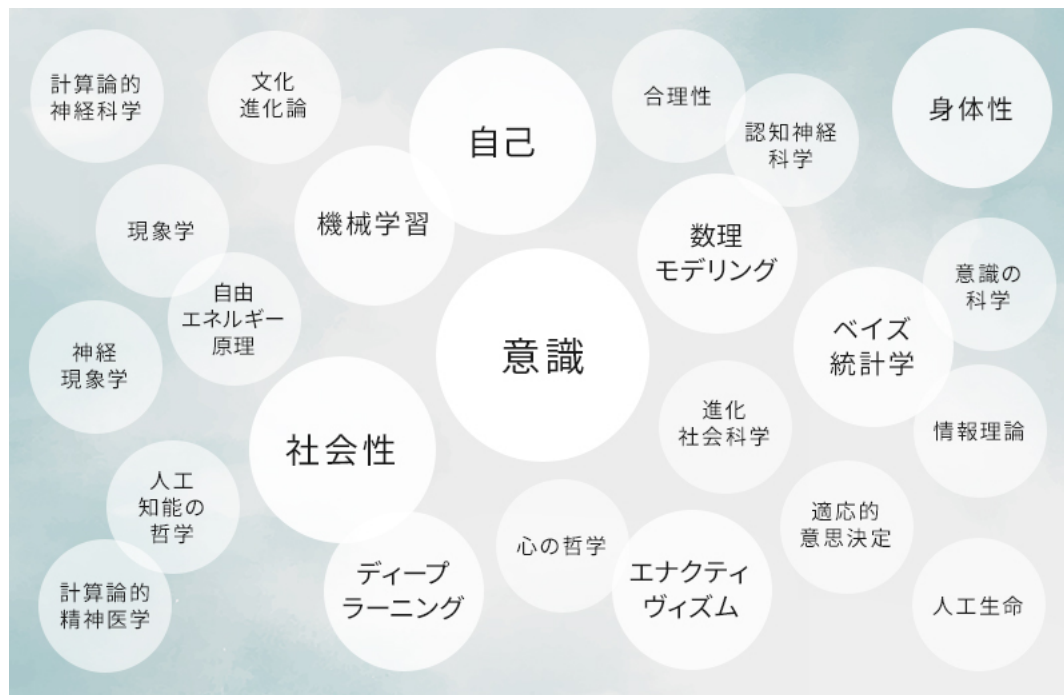 計算論的
神経科学
文化
進化論
自己
合理性
認知神経
科学
身体性
現象学
機械学習
数理
モデリング
意識の
科学
自由
エネルギー
原理
神経
現象学
意識
ベイズ
統計学
社会性
進化
社会科学
情報理論
人工
知能の
哲学
心の哲学
適応的
意思決定
計算論的
精神医学
ディープ
ラーニング
エナクティ
ヴィズム
人工生命